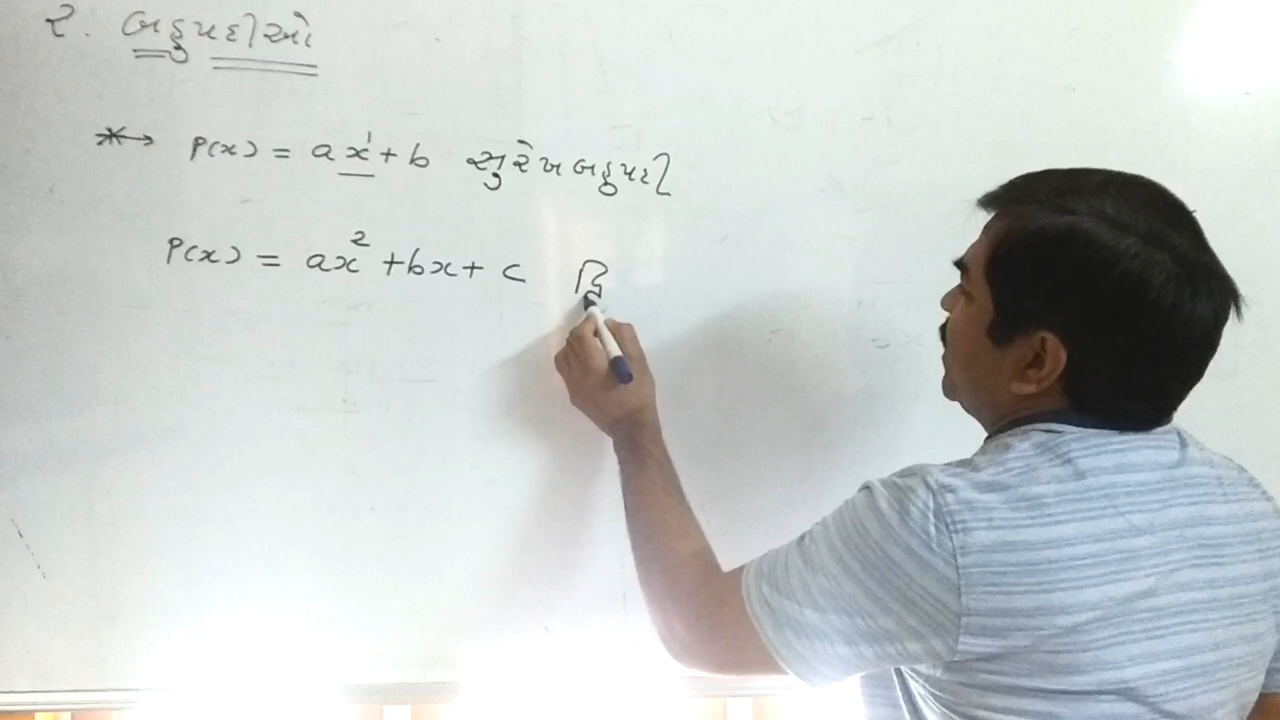 ૨. બહુપદીઓ
* → P(x) = ax¹ + b સુરેખ બહુપદી
P(x) = ax² + bx + c દ્વિ